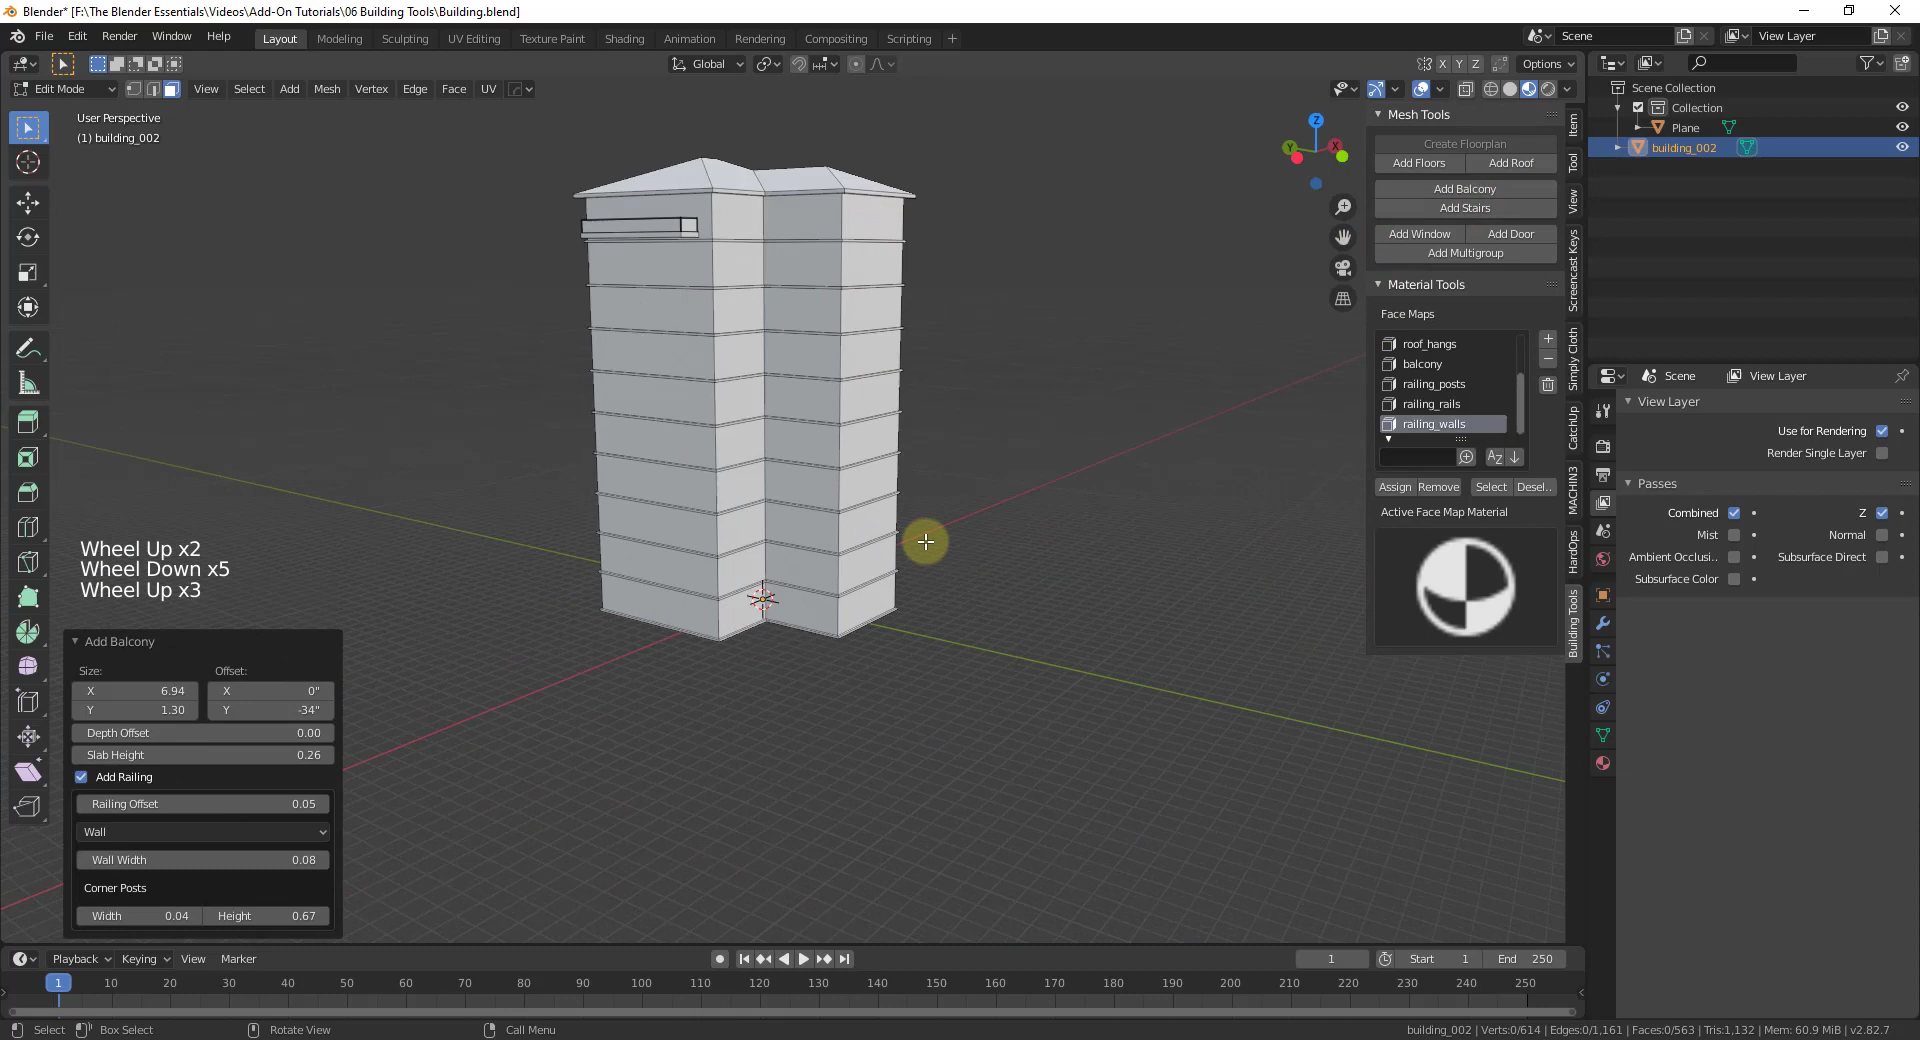 Blender* [F:\The Blender Essentials\Videos\Add-On Tutorials\06 Building Tools\Building.blend]
File Edit Render Window Help Layout Modeling Sculpting UV Editing Texture Paint Shading Animation Rendering Compositing Scripting + Scene View Layer
Global X Y Z Options
Edit Mode View Select Add Mesh Vertex Edge Face UV
User Perspective
(1) building_002
Z
Y
X
Wheel Up x2
Wheel Down x5
Wheel Up x3
Add Balcony
Size: Offset:
X 6.94 X 0"
Y 1.30 Y -34"
Depth Offset 0.00
Slab Height 0.26
Add Railing
Railing Offset 0.05
Wall
Wall Width 0.08
Corner Posts
Width 0.04 Height 0.67
Mesh Tools
Create Floorplan
Add Floors Add Roof
Add Balcony
Add Stairs
Add Window Add Door
Add Multigroup
Material Tools
Face Maps
roof_hangs
balcony
railing_posts
railing_rails
railing_walls
Assign Remove Select Desel..
Active Face Map Material
Item
Tool
View
Screencast Keys
Simply Cloth
CatchUp
MACHIN3
HardOps
Building Tools
Scene Collection
Collection
Plane
building_002
Scene View Layer
View Layer
Use for Rendering
Render Single Layer
Passes
Combined Z
Mist Normal
Ambient Occlusi.. Subsurface Direct
Subsurface Color
Playback Keying View Marker 1 Start 1 End 250
1 10 20 30 40 50 60 70 80 90 100 110 120 130 140 150 160 170 180 190 200 210 220 230 240 250
Select Box Select Rotate View Call Menu building_002 | Verts:0/614 | Edges:0/1,161 | Faces:0/563 | Tris:1,132 | Mem: 60.9 MiB | v2.82.7